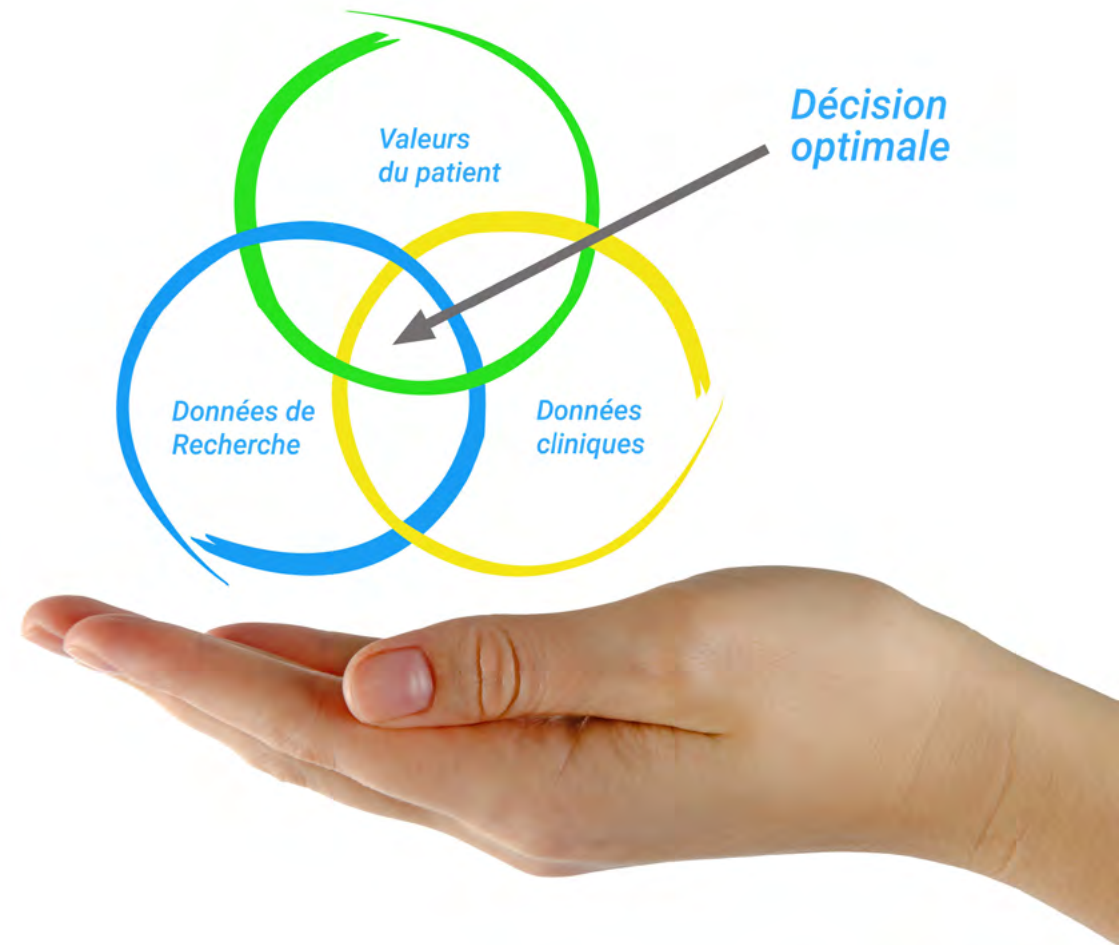 Décision
optimale
Valeurs
du patient
Données de
Recherche
Données
cliniques